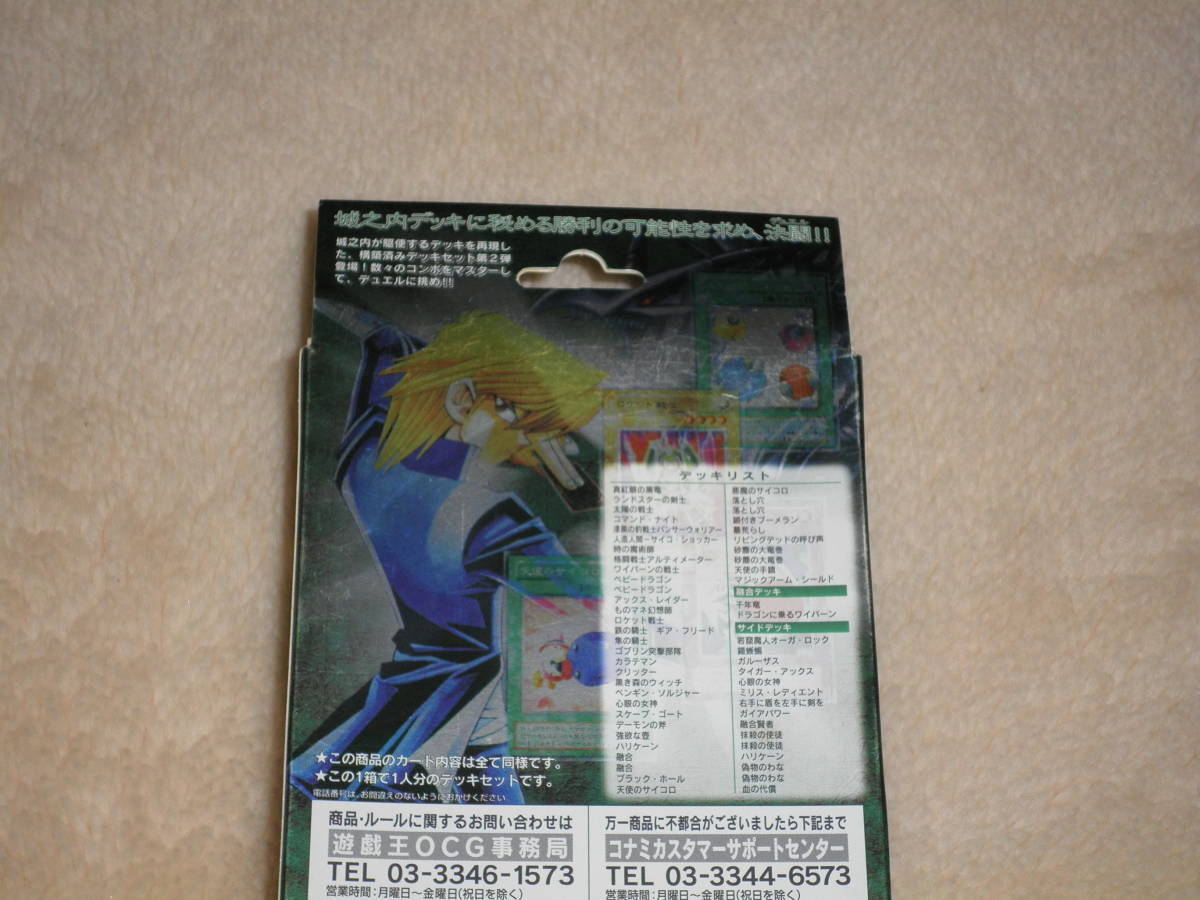 城之内デッキに秘める勝利の可能性を求め、決闘!!
デュエル
城之内が駆使するデッキを再現し
た、構築済みデッキセット第2弾
登場!数々のコンボをマスターし
て、デュエルに挑め!!!
ロケット戦士
天使のサイコロ
デッキリスト
真紅眼の黒竜
ランドスターの剣士
太陽の戦士
コマンド・ナイト
漆黒の豹戦士パンサーウォリアー
人造人間-サイコ・ショッカー
時の魔術師
格闘戦士アルティメーター
ワイバーンの戦士
ベビードラゴン
ベビードラゴン
アックス・レイダー
ものマネ幻想師
ロケット戦士
鉄の騎士 ギア・フリード
隼の騎士
ゴブリン突撃部隊
カラテマン
クリッター
黒き森のウィッチ
ペンギン・ソルジャー
心眼の女神
スケープ・ゴート
デーモンの斧
強欲な壺
ハリケーン
融合
融合
ブラック・ホール
天使のサイコロ
悪魔のサイコロ
落とし穴
落とし穴
鎖付きブーメラン
墓荒らし
リビングデッドの呼び声
砂塵の大竜巻
砂塵の大竜巻
天使の手鏡
マジックアーム・シールド
融合デッキ
千年竜
ドラゴンに乗るワイバーン
サイドデッキ
岩窟魔人オーガ・ロック
鎧蜥蜴
ガルーザス
タイガー・アックス
心眼の女神
ミリス・レディエント
右手に盾を左手に剣を
ガイアパワー
融合賢者
抹殺の使徒
抹殺の使徒
ハリケーン
偽物のわな
偽物のわな
血の代償
★この商品のカード内容は全て同様です。
★この1箱で1人分のデッキセットです。
電話番号は、お間違えのないようにおかけください
商品・ルールに関するお問い合わせは
遊戯王OCG事務局
TEL 03-3346-1573
営業時間:月曜日~金曜日(祝日を除く)
万一商品に不都合がございましたら下記まで
コナミカスタマーサポートセンター
TEL 03-3344-6573
営業時間:月曜日~金曜日(祝日を除く)